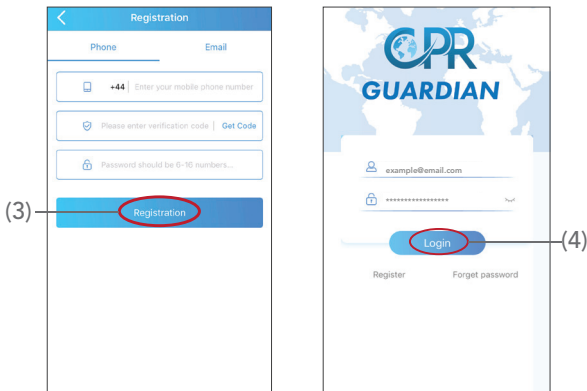 Registration
Phone Email
+44 Enter your mobile phone number
Please enter verification code Get Code
Password should be 6-16 numbers...
(3) Registration
CPR
GUARDIAN
example@email.com
*****************
Login (4)
Register Forget password